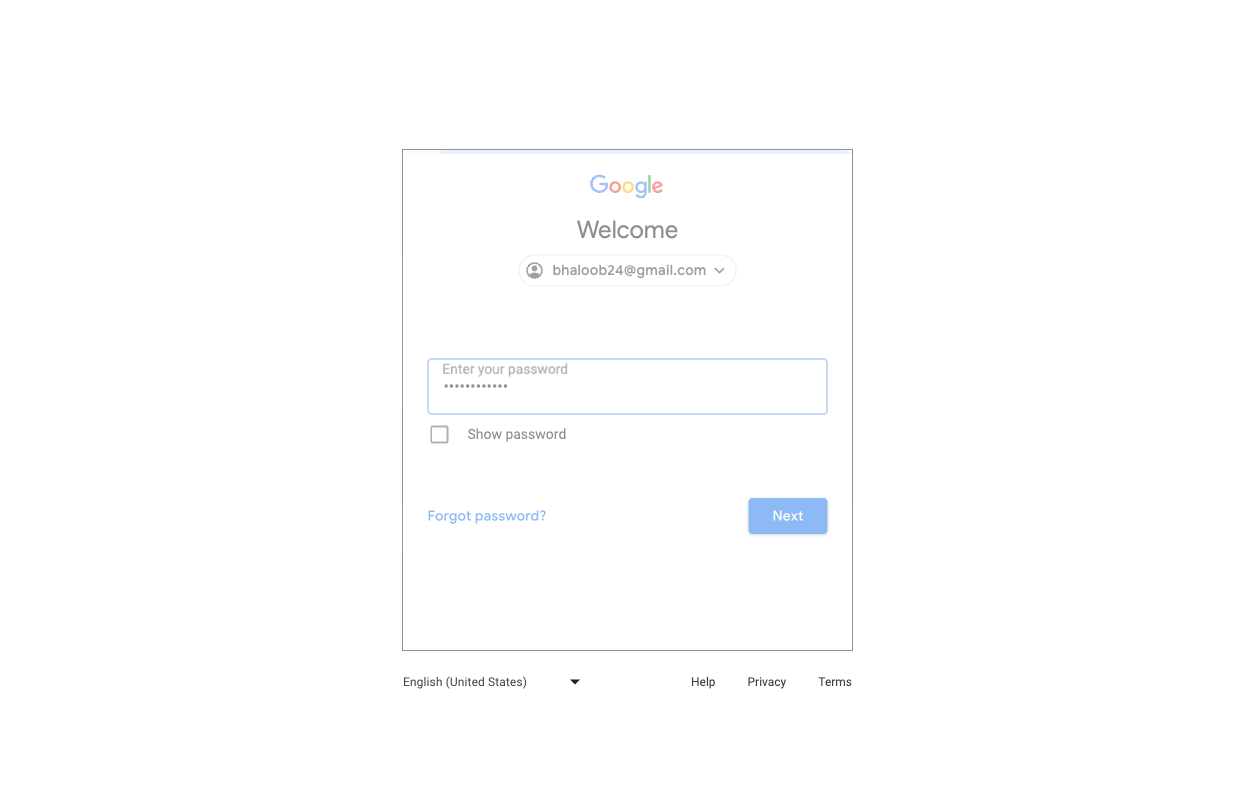 Google
Welcome
bhaloob24@gmail.com
Enter your password
••••••••••••
Show password
Forgot password?
Next
English (United States)
Help Privacy Terms